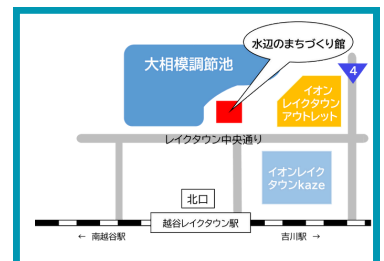 水辺のまちづくり館
大相模調節池
4
イオン
レイクタウン
アウトレット
レイクタウン中央通り
イオンレイク
タウンkaze
北口
越谷レイクタウン駅
← 南越谷駅
吉川駅 →